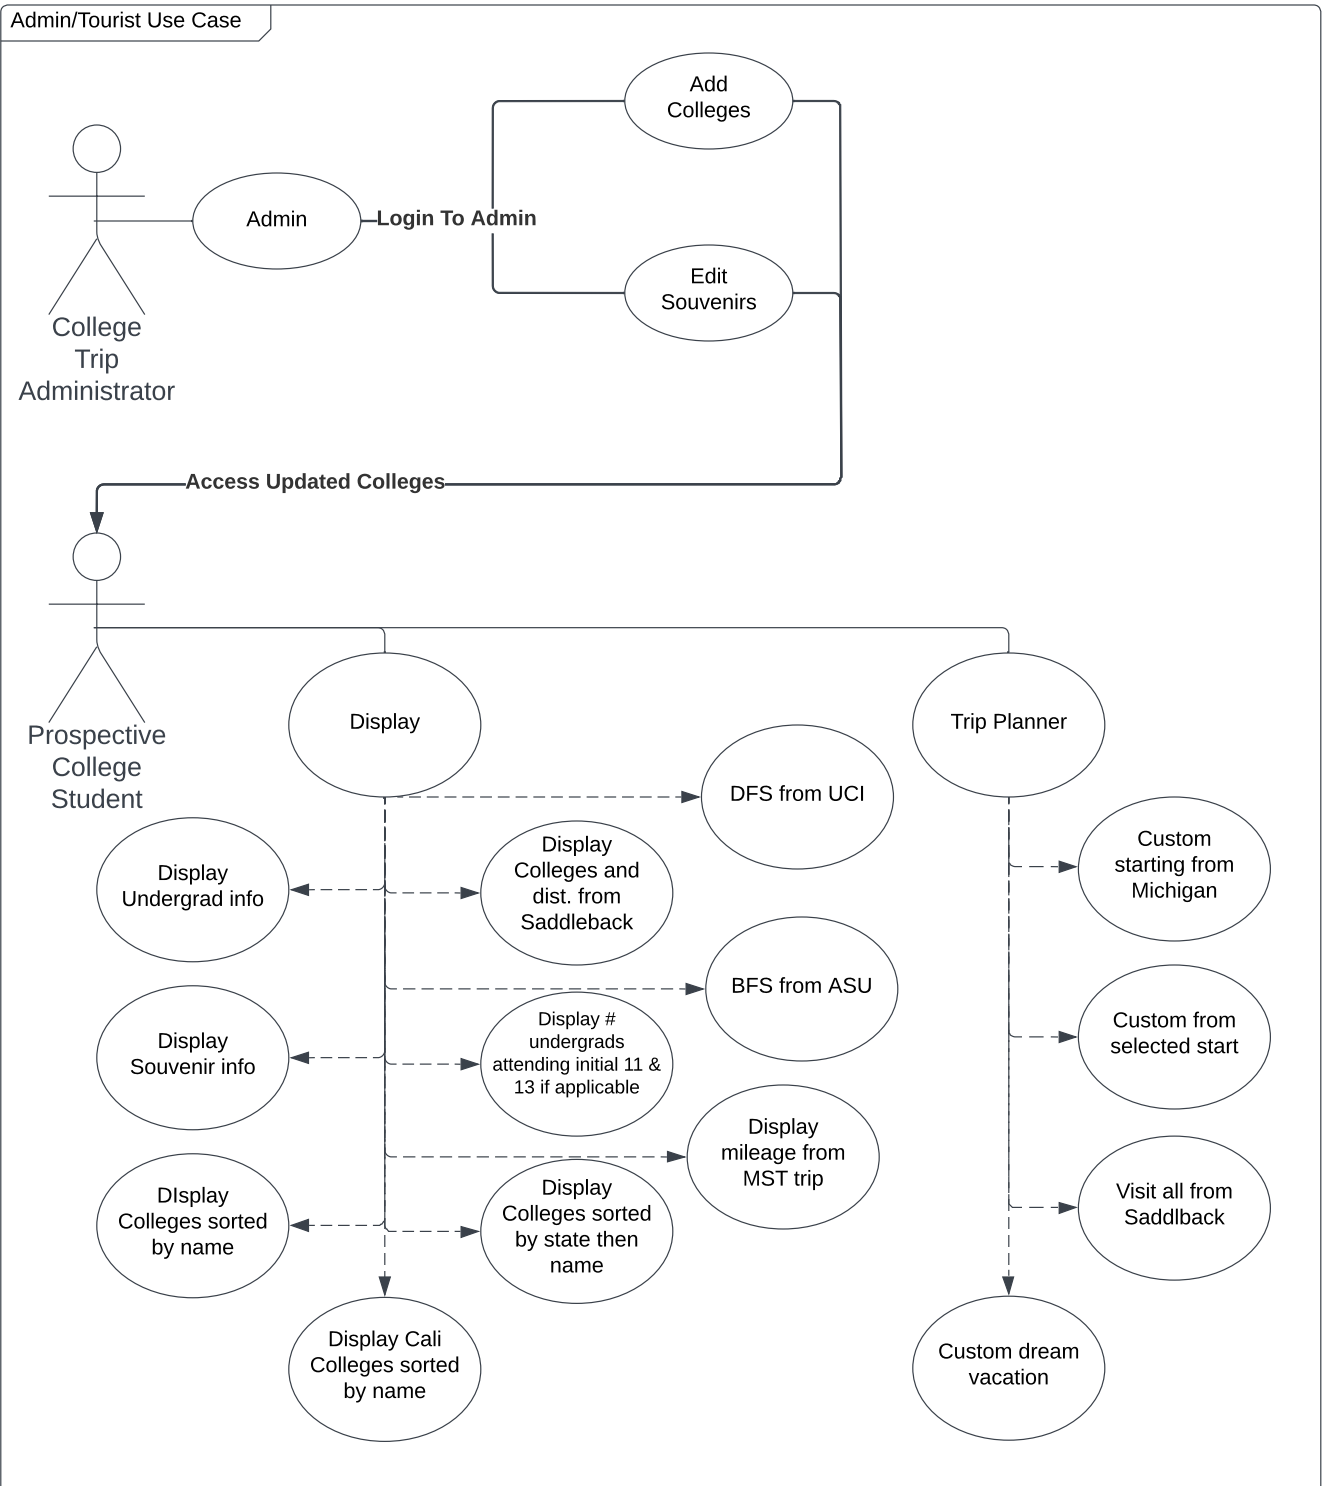 Admin/Tourist Use Case
Add
Colleges
Admin
Login To Admin
Edit
Souvenirs
College
Trip
Administrator
Access Updated Colleges
Prospective
College
Student
Display
Trip Planner
DFS from UCI
Display
Undergrad info
Display
Colleges and
dist. from
Saddleback
Custom
starting from
Michigan
BFS from ASU
Display
Souvenir info
Display #
undergrads
attending initial 11 &
13 if applicable
Custom from
selected start
Display
mileage from
MST trip
DIsplay
Colleges sorted
by name
Display
Colleges sorted
by state then
name
Visit all from
Saddlback
Display Cali
Colleges sorted
by name
Custom dream
vacation